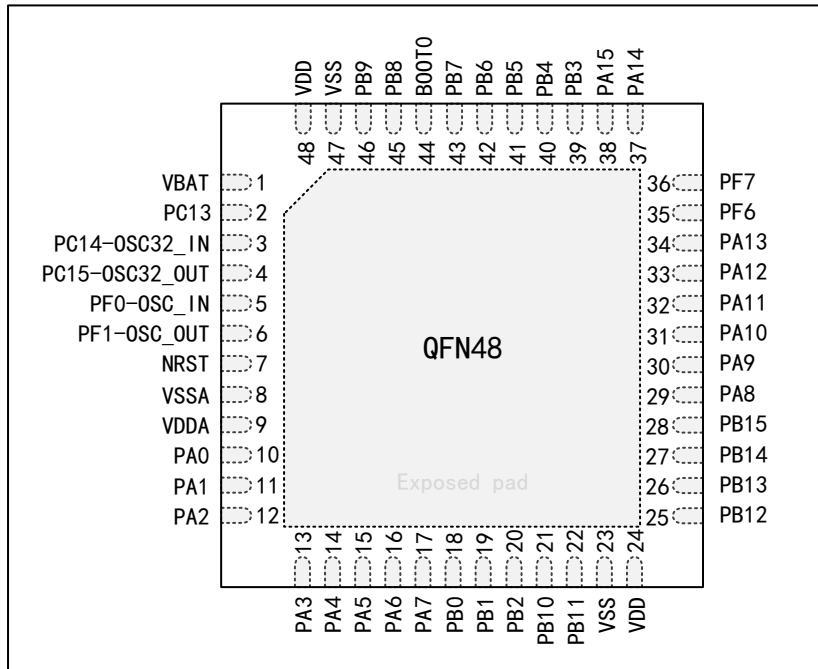 VDD VSS PB9 PB8 BOOT0 PB7 PB6 PB5 PB4 PB3 PA15 PA14
48 47 46 45 44 43 42 41 40 39 38 37
VBAT 1 36 PF7
PC13 2 35 PF6
PC14-OSC32_IN 3 34 PA13
PC15-OSC32_OUT 4 33 PA12
PF0-OSC_IN 5 32 PA11
PF1-OSC_OUT 6 31 PA10
QFN48
NRST 7 30 PA9
VSSA 8 29 PA8
VDDA 9 28 PB15
PA0 10 27 PB14
PA1 11 Exposed pad 26 PB13
PA2 12 25 PB12
13 14 15 16 17 18 19 20 21 22 23 24
PA3 PA4 PA5 PA6 PA7 PB0 PB1 PB2 PB10 PB11 VSS VDD